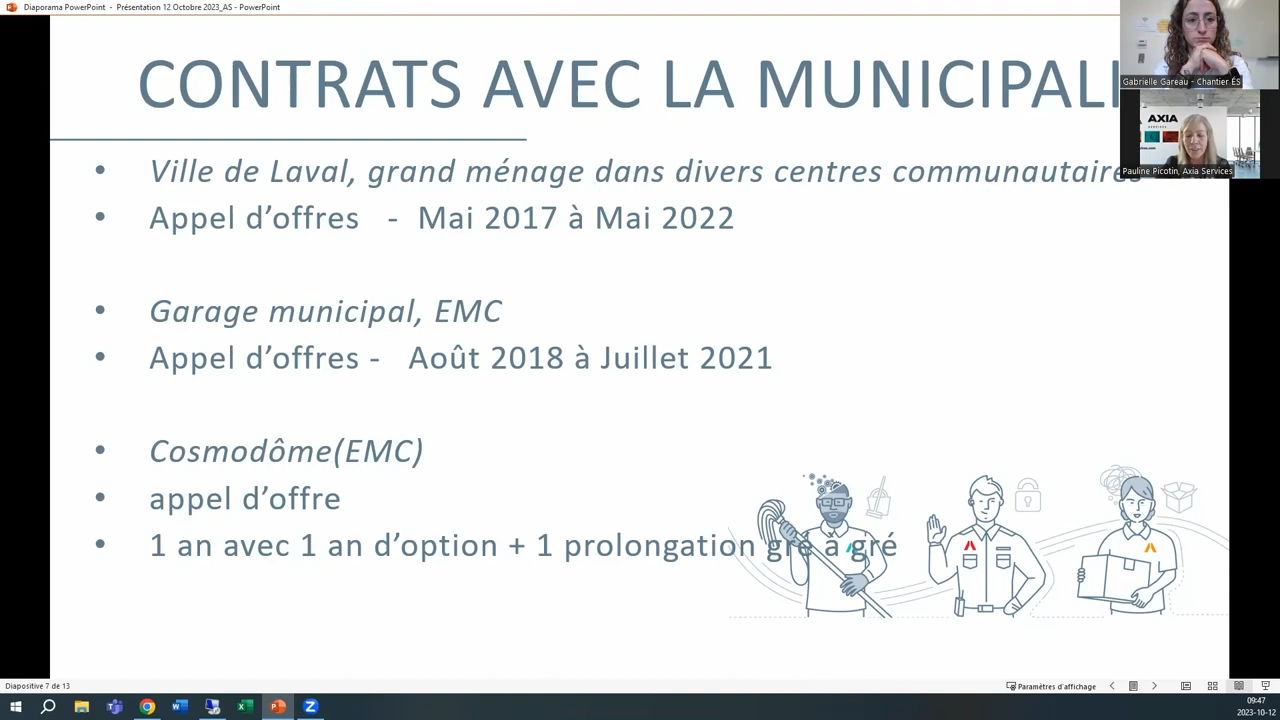 Diaporama PowerPoint - Présentation 12 Octobre 2023_AS - PowerPoint
CONTRATS AVEC LA MUNICIPALI
Gabrielle Gareau - Chantier ÉS
AXIA
Pauline Picotin, Axia Services
• Ville de Laval, grand ménage dans divers centres communautaires
• Appel d’offres - Mai 2017 à Mai 2022
• Garage municipal, EMC
• Appel d’offres - Août 2018 à Juillet 2021
• Cosmodôme(EMC)
• appel d’offre
• 1 an avec 1 an d’option + 1 prolongation gré à gré
Diapositive 7 de 13
Paramètres d'affichage
09:47
2023-10-12